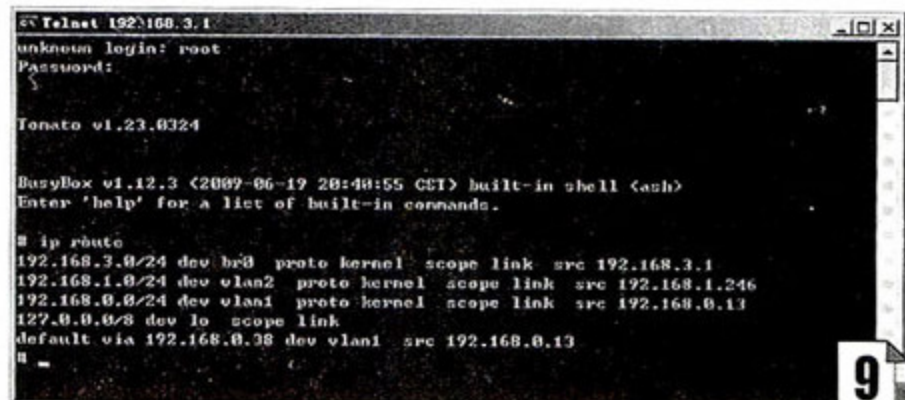 Telnet 192.168.3.1
unknown login: root
Password:
Tomato v1.23.0324
BusyBox v1.12.3 (2009-06-19 20:40:55 CST) built-in shell (ash)
Enter 'help' for a list of built-in commands.
# ip route
192.168.3.0/24 dev br0 proto kernel scope link src 192.168.3.1
192.168.1.0/24 dev vlan2 proto kernel scope link src 192.168.1.246
192.168.0.0/24 dev vlan1 proto kernel scope link src 192.168.0.13
127.0.0.0/8 dev lo scope link
default via 192.168.0.38 dev vlan1 src 192.168.0.13
#
9